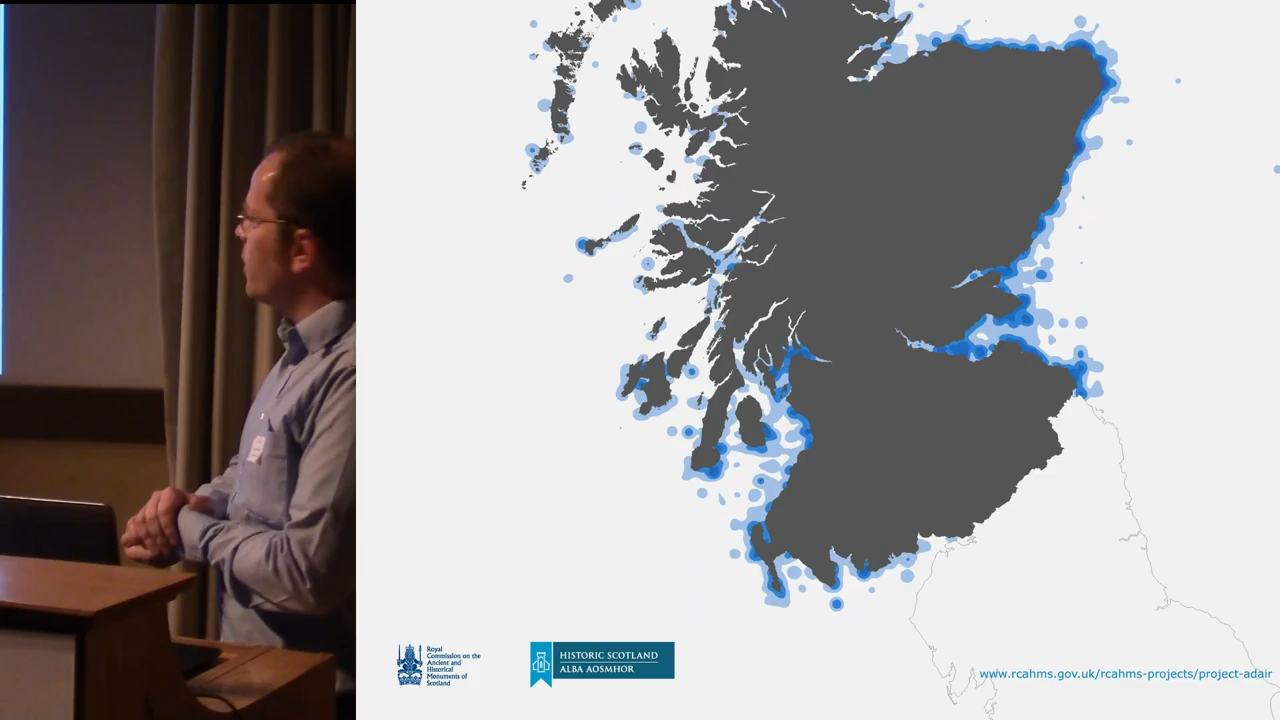 Royal
Commission on the
Ancient and
Historical
Monuments of
Scotland
HISTORIC SCOTLAND
ALBA AOSMHOR
www.rcahms.gov.uk/rcahms-projects/project-adair